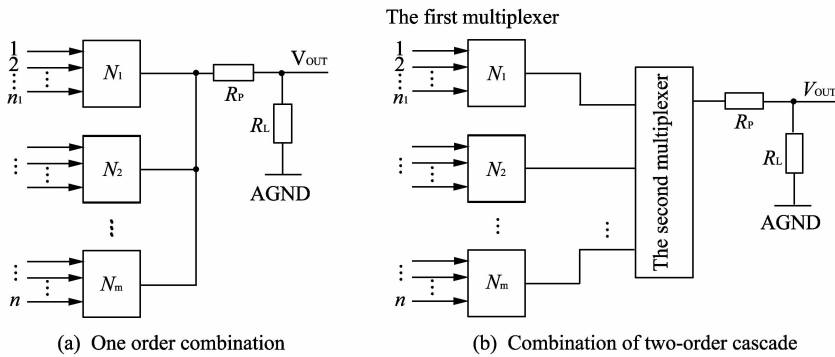 The first multiplexer
1
2
n1
N1
RP
VOUT
RL
AGND
N2
n
Nm
(a) One order combination
1
2
n1
N1
N2
n
Nm
The second multiplexer
RP
VOUT
RL
AGND
(b) Combination of two-order cascade